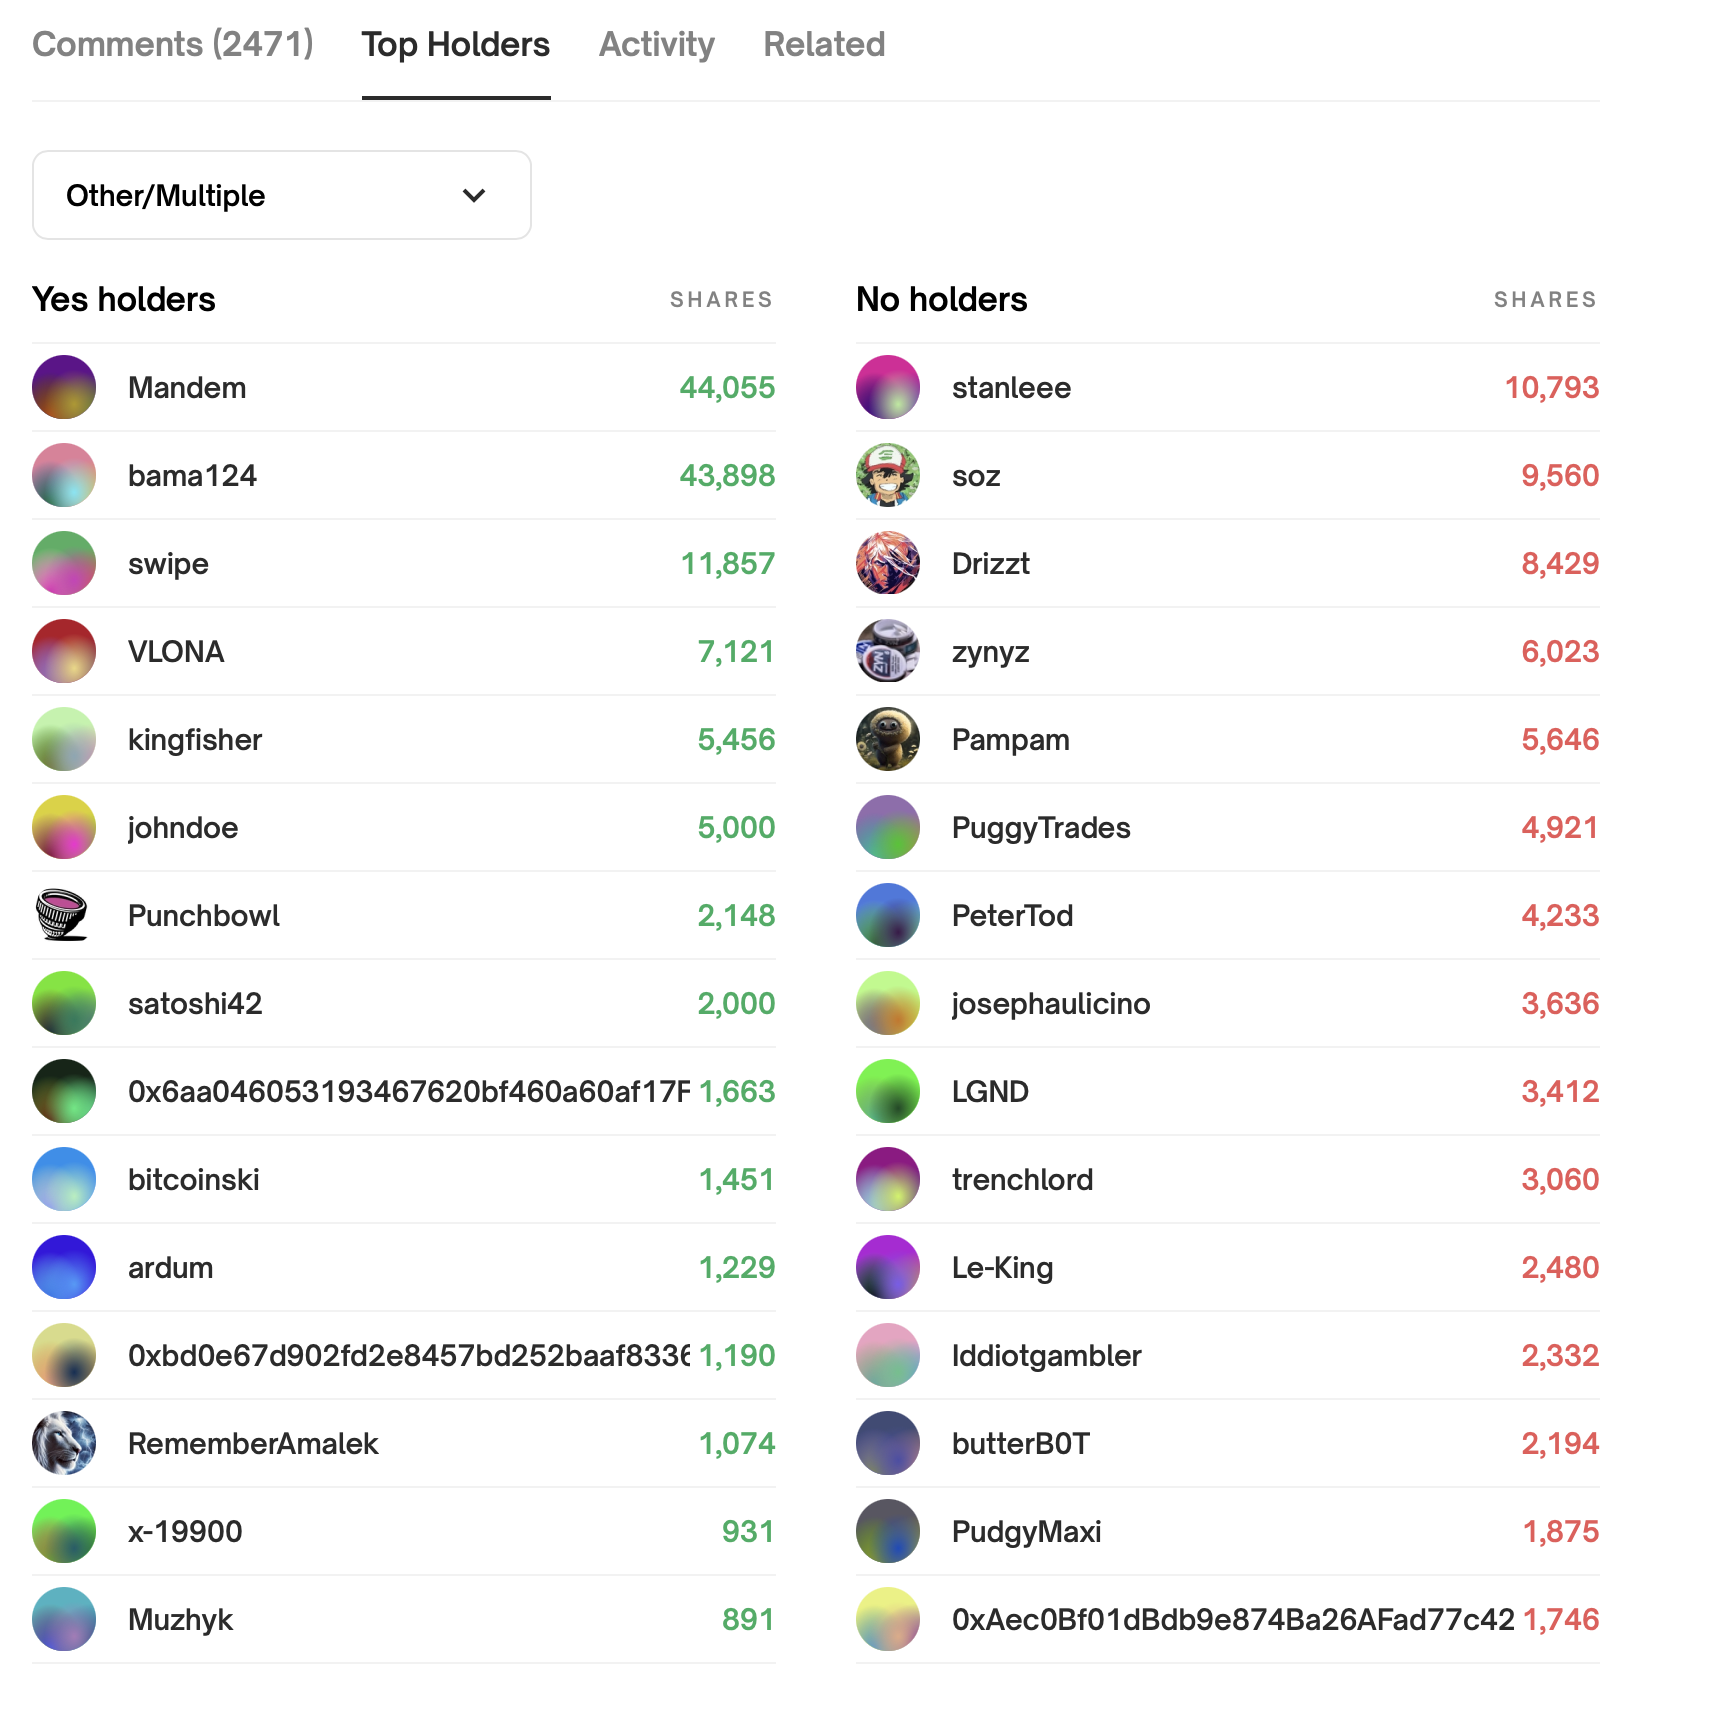 Comments (2471) Top Holders Activity Related
Other/Multiple
Yes holders SHARES
Mandem 44,055
bama124 43,898
swipe 11,857
VLONA 7,121
kingfisher 5,456
johndoe 5,000
Punchbowl 2,148
satoshi42 2,000
0x6aa046053193467620bf460a60af17F 1,663
bitcoinski 1,451
ardum 1,229
0xbd0e67d902fd2e8457bd252baaf8336 1,190
RememberAmalek 1,074
x-19900 931
Muzhyk 891
No holders SHARES
stanleee 10,793
soz 9,560
Drizzt 8,429
zynyz 6,023
Pampam 5,646
PuggyTrades 4,921
PeterTod 4,233
josephaulicino 3,636
LGND 3,412
trenchlord 3,060
Le-King 2,480
Iddiotgambler 2,332
butterB0T 2,194
PudgyMaxi 1,875
0xAec0Bf01dBdb9e874Ba26AFad77c42 1,746